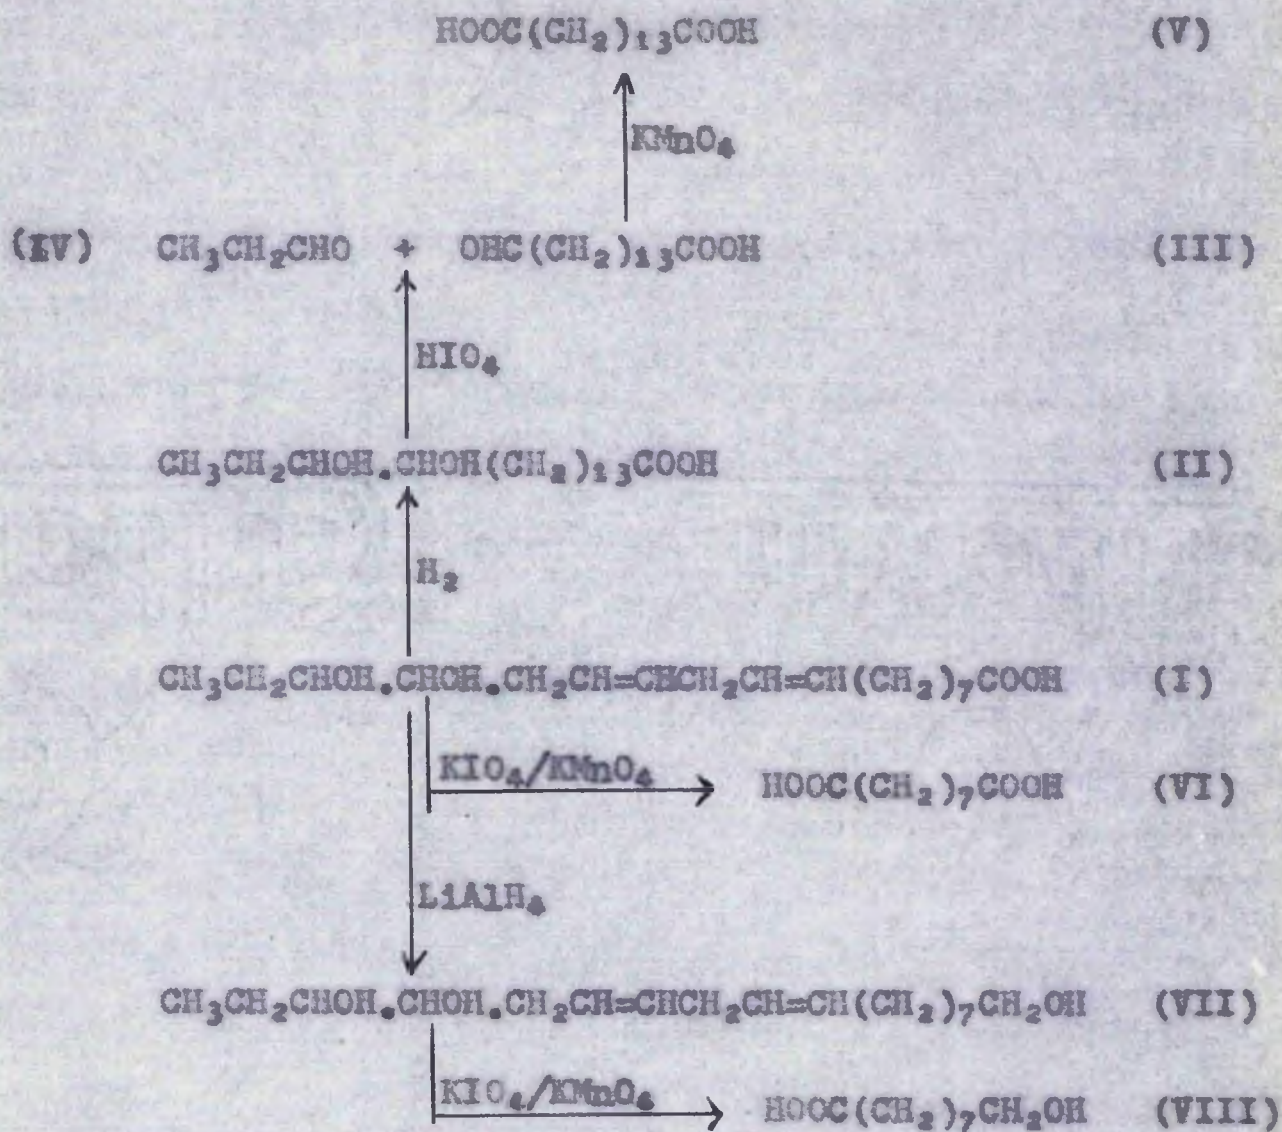 HOOC(CH₂)₁₃COOH (V)
KMnO₄
(IV) CH₃CH₂CHO + OHC(CH₂)₁₃COOH (III)
HIO₄
CH₃CH₂CHOH.CHOH(CH₂)₁₃COOH (II)
H₂
CH₃CH₂CHOH.CHOH.CH₂CH=CHCH₂CH=CH(CH₂)₇COOH (I)
KIO₄/KMnO₄ HOOC(CH₂)₇COOH (VI)
LiAlH₄
CH₃CH₂CHOH.CHOH.CH₂CH=CHCH₂CH=CH(CH₂)₇CH₂OH (VII)
KIO₄/KMnO₄ HOOC(CH₂)₇CH₂OH (VIII)